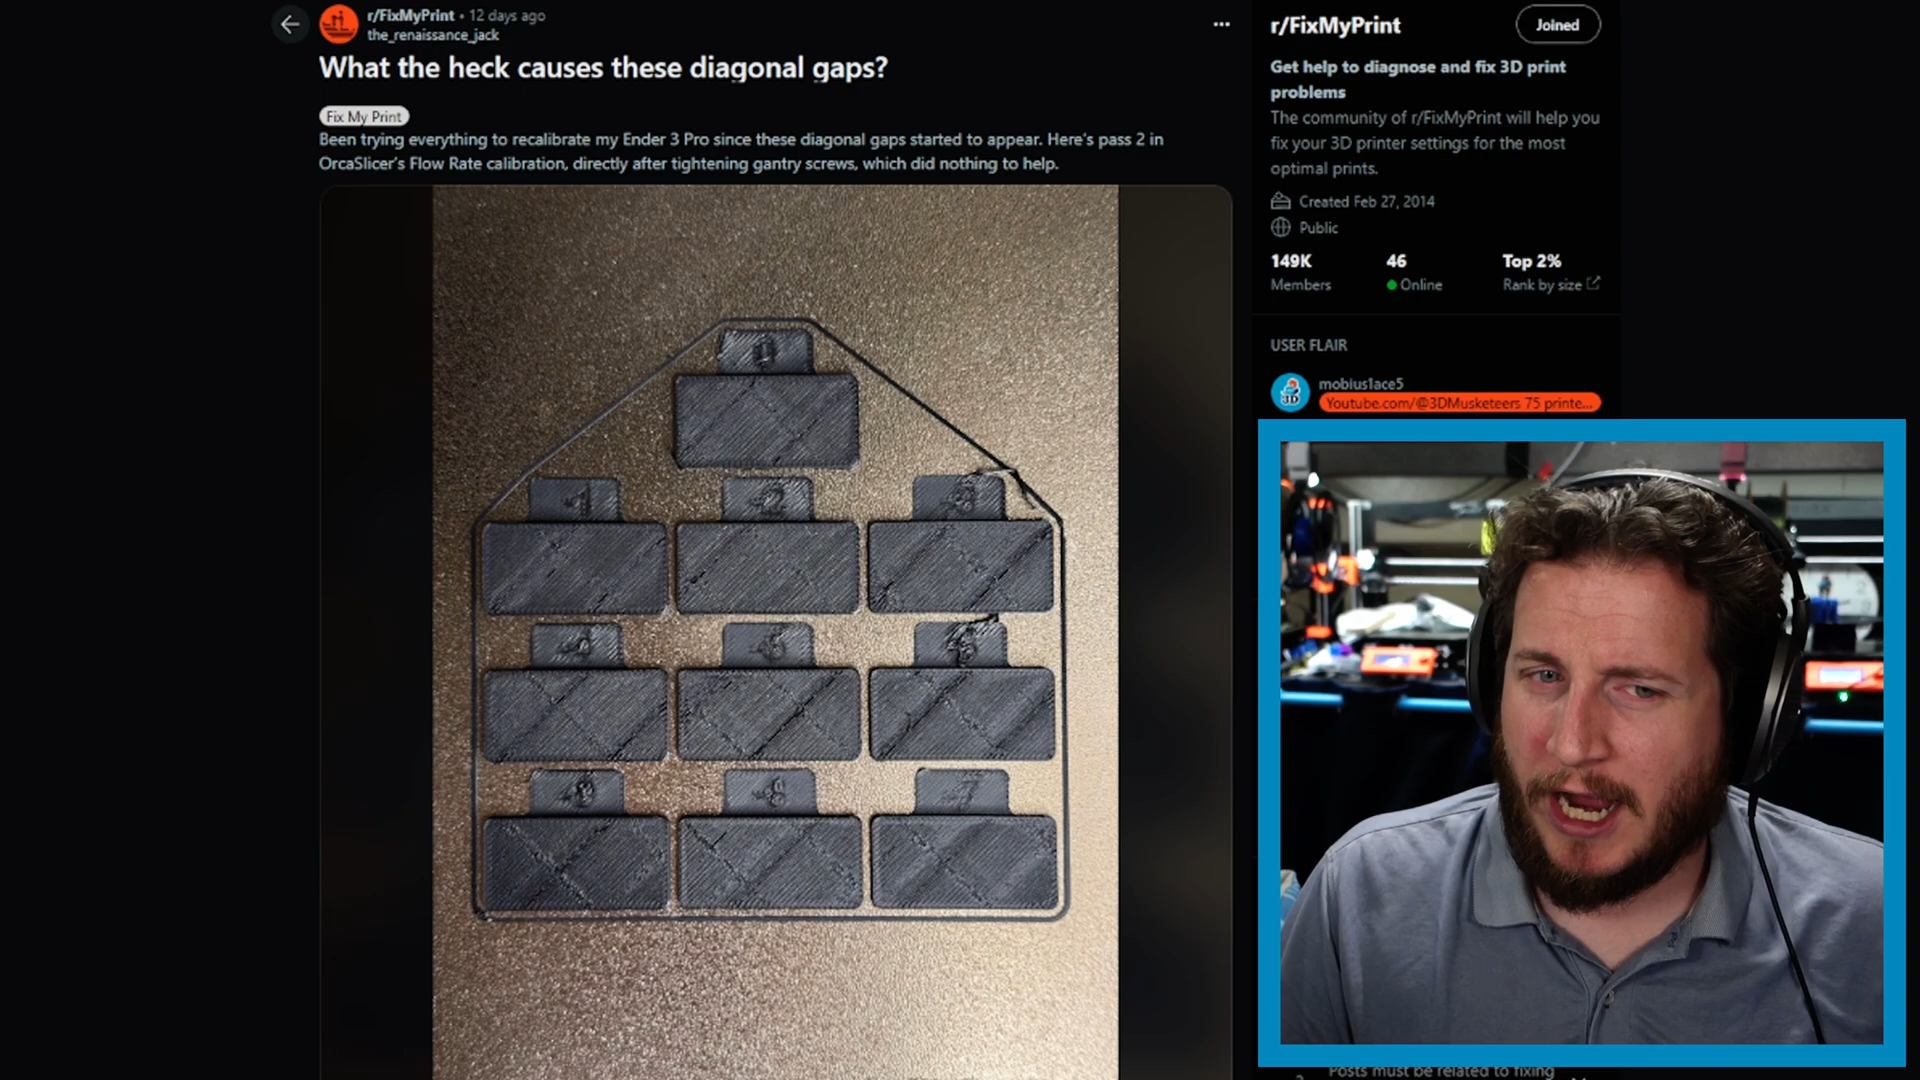 r/FixMyPrint • 12 days ago
the_renaissance_jack
What the heck causes these diagonal gaps?
Fix My Print
Been trying everything to recalibrate my Ender 3 Pro since these diagonal gaps started to appear. Here's pass 2 in
OrcaSlicer's Flow Rate calibration, directly after tightening gantry screws, which did nothing to help.
0
r/FixMyPrint
Joined
Get help to diagnose and fix 3D print
problems
The community of r/FixMyPrint will help you
fix your 3D printer settings for the most
optimal prints.
Created Feb 27, 2014
Public
149K
46
Top 2%
Members
Online
Rank by size
USER FLAIR
mobius1ace5
3D
Youtube.com/@3DMusketeers 75 printe...
Posts must be related to fixing